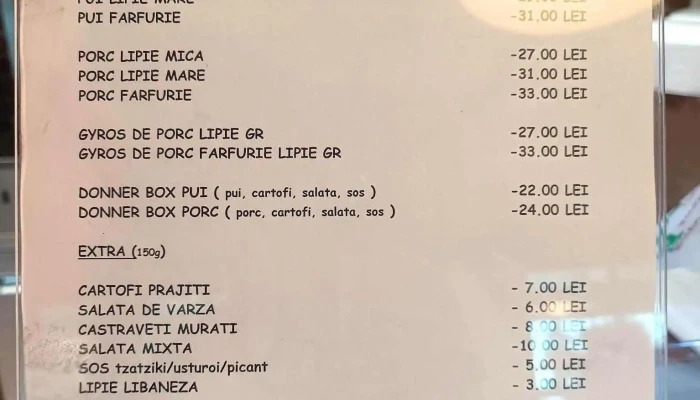 PUI LIPIE MARE
PUI FARFURIE -31.00 LEI
PORC LIPIE MICA -27.00 LEI
PORC LIPIE MARE -31.00 LEI
PORC FARFURIE -33.00 LEI
GYROS DE PORC LIPIE GR -27.00 LEI
GYROS DE PORC FARFURIE LIPIE GR -33.00 LEI
DONNER BOX PUI ( pui, cartofi, salata, sos ) -22.00 LEI
DONNER BOX PORC ( porc, cartofi, salata, sos ) -24.00 LEI
EXTRA (150g)
CARTOFI PRAJITI - 7.00 LEI
SALATA DE VARZA - 6.00 LEI
CASTRAVETI MURATI - 8.00 LEI
SALATA MIXTA -10.00 LEI
SOS tzatziki/usturoi/picant - 5.00 LEI
LIPIE LIBANEZA - 3.00 LEI